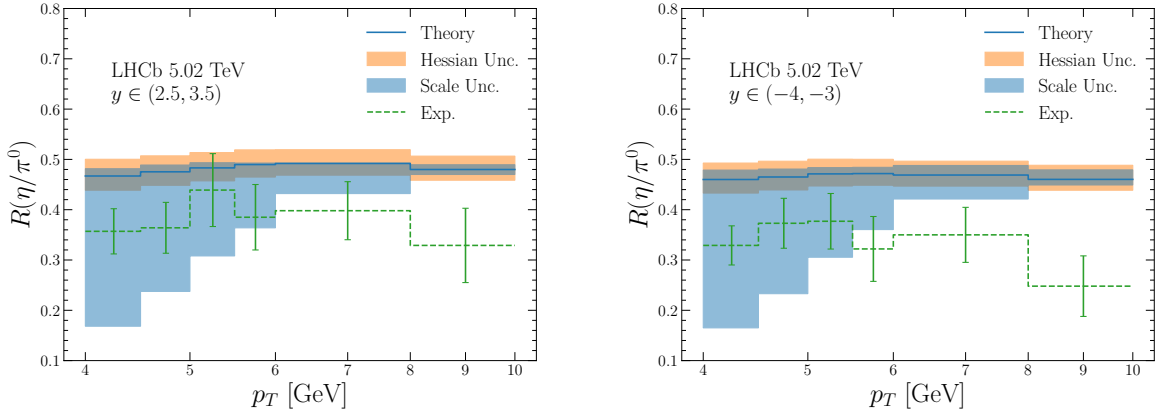 0.8
0.7
0.6
0.5
0.4
0.3
0.2
0.1
R(η/π⁰)
LHCb 5.02 TeV
y ∈ (2.5, 3.5)
Theory
Hessian Unc.
Scale Unc.
Exp.
4 5 6 7 8 9 10
p_T [GeV]
0.8
0.7
0.6
0.5
0.4
0.3
0.2
0.1
R(η/π⁰)
LHCb 5.02 TeV
y ∈ (−4, −3)
Theory
Hessian Unc.
Scale Unc.
Exp.
4 5 6 7 8 9 10
p_T [GeV]